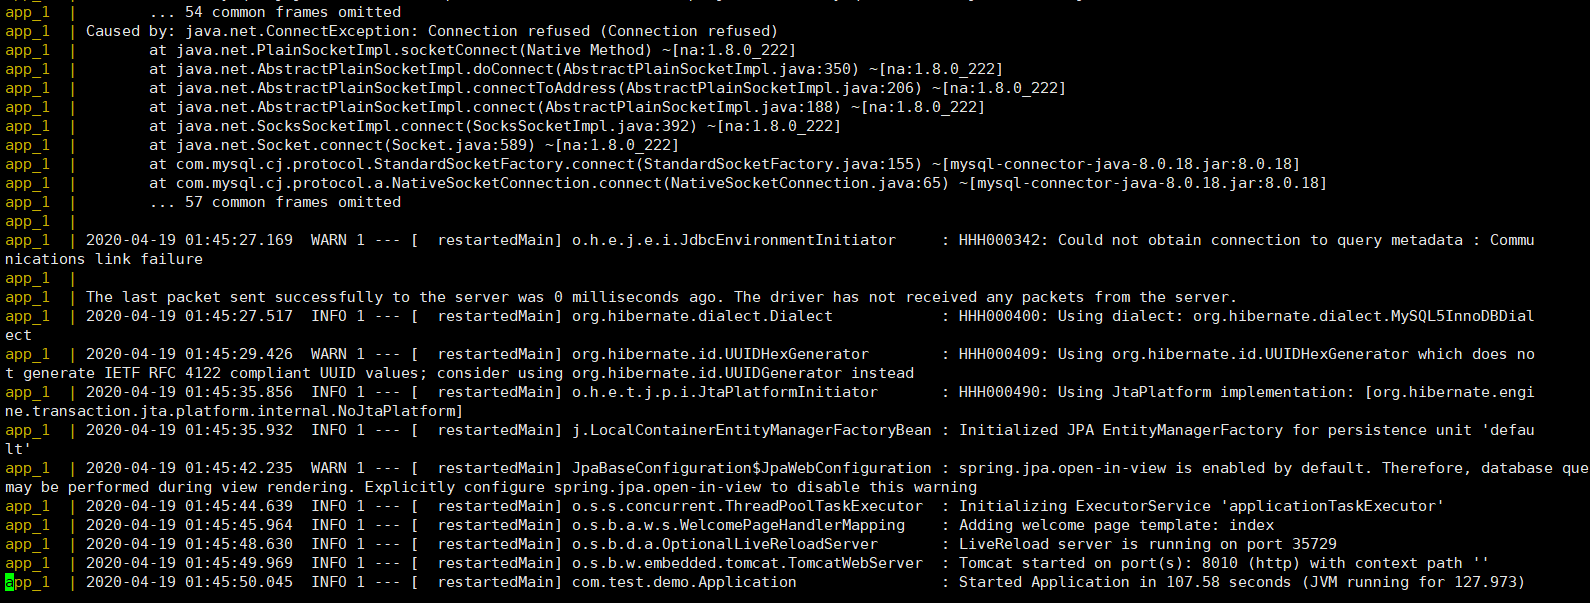 app_1  |        ... 54 common frames omitted
app_1  | Caused by: java.net.ConnectException: Connection refused (Connection refused)
app_1  |        at java.net.PlainSocketImpl.socketConnect(Native Method) ~[na:1.8.0_222]
app_1  |        at java.net.AbstractPlainSocketImpl.doConnect(AbstractPlainSocketImpl.java:350) ~[na:1.8.0_222]
app_1  |        at java.net.AbstractPlainSocketImpl.connectToAddress(AbstractPlainSocketImpl.java:206) ~[na:1.8.0_222]
app_1  |        at java.net.AbstractPlainSocketImpl.connect(AbstractPlainSocketImpl.java:188) ~[na:1.8.0_222]
app_1  |        at java.net.SocksSocketImpl.connect(SocksSocketImpl.java:392) ~[na:1.8.0_222]
app_1  |        at java.net.Socket.connect(Socket.java:589) ~[na:1.8.0_222]
app_1  |        at com.mysql.cj.protocol.StandardSocketFactory.connect(StandardSocketFactory.java:155) ~[mysql-connector-java-8.0.18.jar:8.0.18]
app_1  |        at com.mysql.cj.protocol.a.NativeSocketConnection.connect(NativeSocketConnection.java:65) ~[mysql-connector-java-8.0.18.jar:8.0.18]
app_1  |        ... 57 common frames omitted
app_1  |
app_1  | 2020-04-19 01:45:27.169  WARN 1 --- [  restartedMain] o.h.e.j.e.i.JdbcEnvironmentInitiator     : HHH000342: Could not obtain connection to query metadata : Commu
nications link failure
app_1  |
app_1  | The last packet sent successfully to the server was 0 milliseconds ago. The driver has not received any packets from the server.
app_1  | 2020-04-19 01:45:27.517  INFO 1 --- [  restartedMain] org.hibernate.dialect.Dialect            : HHH000400: Using dialect: org.hibernate.dialect.MySQL5InnoDBDial
ect
app_1  | 2020-04-19 01:45:29.426  WARN 1 --- [  restartedMain] org.hibernate.id.UUIDHexGenerator        : HHH000409: Using org.hibernate.id.UUIDHexGenerator which does no
t generate IETF RFC 4122 compliant UUID values; consider using org.hibernate.id.UUIDGenerator instead
app_1  | 2020-04-19 01:45:35.856  INFO 1 --- [  restartedMain] o.h.e.t.j.p.i.JtaPlatformInitiator       : HHH000490: Using JtaPlatform implementation: [org.hibernate.engi
ne.transaction.jta.platform.internal.NoJtaPlatform]
app_1  | 2020-04-19 01:45:35.932  INFO 1 --- [  restartedMain] j.LocalContainerEntityManagerFactoryBean : Initialized JPA EntityManagerFactory for persistence unit 'defau
lt'
app_1  | 2020-04-19 01:45:42.235  WARN 1 --- [  restartedMain] JpaBaseConfiguration$JpaWebConfiguration : spring.jpa.open-in-view is enabled by default. Therefore, database que
may be performed during view rendering. Explicitly configure spring.jpa.open-in-view to disable this warning
app_1  | 2020-04-19 01:45:44.639  INFO 1 --- [  restartedMain] o.s.s.concurrent.ThreadPoolTaskExecutor  : Initializing ExecutorService 'applicationTaskExecutor'
app_1  | 2020-04-19 01:45:45.964  INFO 1 --- [  restartedMain] o.s.b.a.w.s.WelcomePageHandlerMapping    : Adding welcome page template: index
app_1  | 2020-04-19 01:45:48.630  INFO 1 --- [  restartedMain] o.s.b.d.a.OptionalLiveReloadServer       : LiveReload server is running on port 35729
app_1  | 2020-04-19 01:45:49.969  INFO 1 --- [  restartedMain] o.s.b.w.embedded.tomcat.TomcatWebServer  : Tomcat started on port(s): 8010 (http) with context path ''
app_1  | 2020-04-19 01:45:50.045  INFO 1 --- [  restartedMain] com.test.demo.Application                : Started Application in 107.58 seconds (JVM running for 127.973)